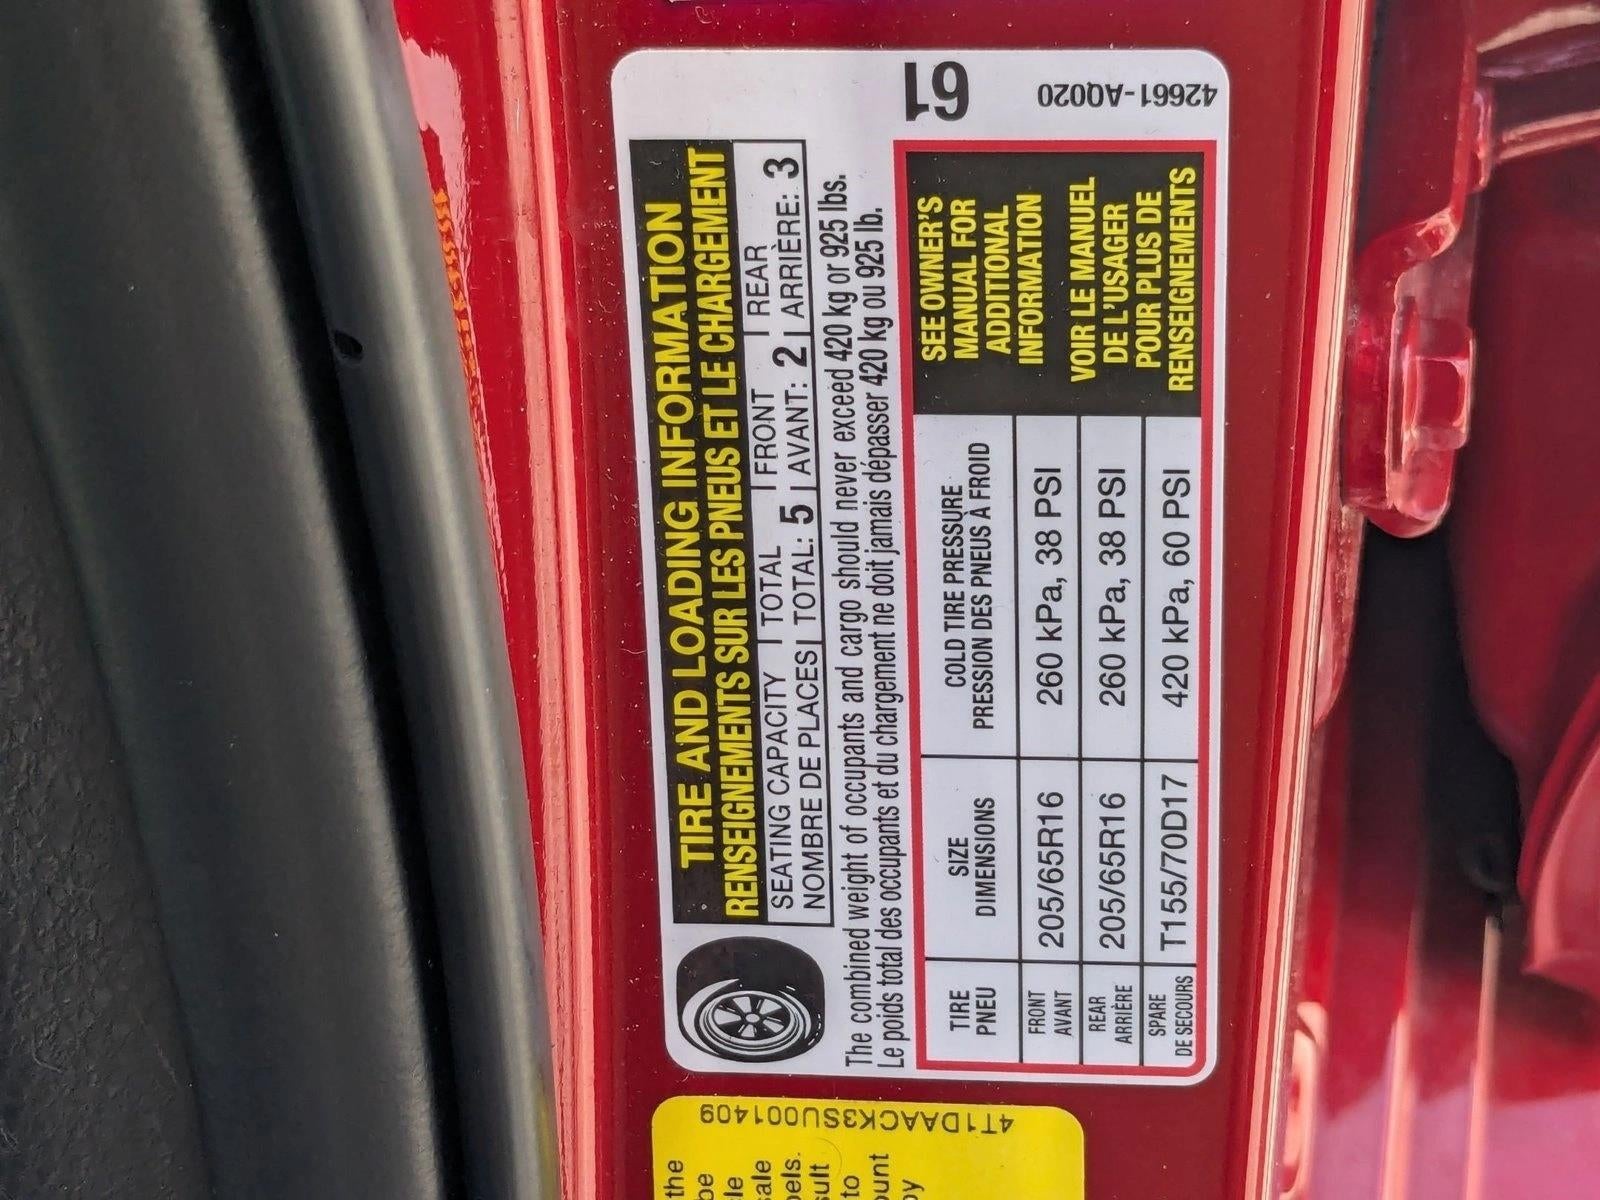 61
42661-AQ020
TIRE AND LOADING INFORMATION
RENSEIGNEMENTS SUR LES PNEUS ET LE CHARGEMENT
SEATING CAPACITY | TOTAL | FRONT | REAR
NOMBRE DE PLACES | TOTAL: 5 | AVANT: 2 | ARRIÈRE: 3
The combined weight of occupants and cargo should never exceed 420 kg or 925 lbs.
Le poids total des occupants et du chargement ne doit jamais dépasser 420 kg ou 925 lb.
TIRE
PNEU
SIZE
DIMENSIONS
COLD TIRE PRESSURE
PRESSION DES PNEUS À FROID
FRONT
AVANT
205/65R16
260 kPa, 38 PSI
REAR
ARRIÈRE
205/65R16
260 kPa, 38 PSI
SPARE
DE SECOURS
T155/70D17
420 kPa, 60 PSI
SEE OWNER'S
MANUAL FOR
ADDITIONAL
INFORMATION
VOIR LE MANUEL
DE L'USAGER
POUR PLUS DE
RENSEIGNEMENTS
4T1DAACK3SU001409
the
be
sale
to